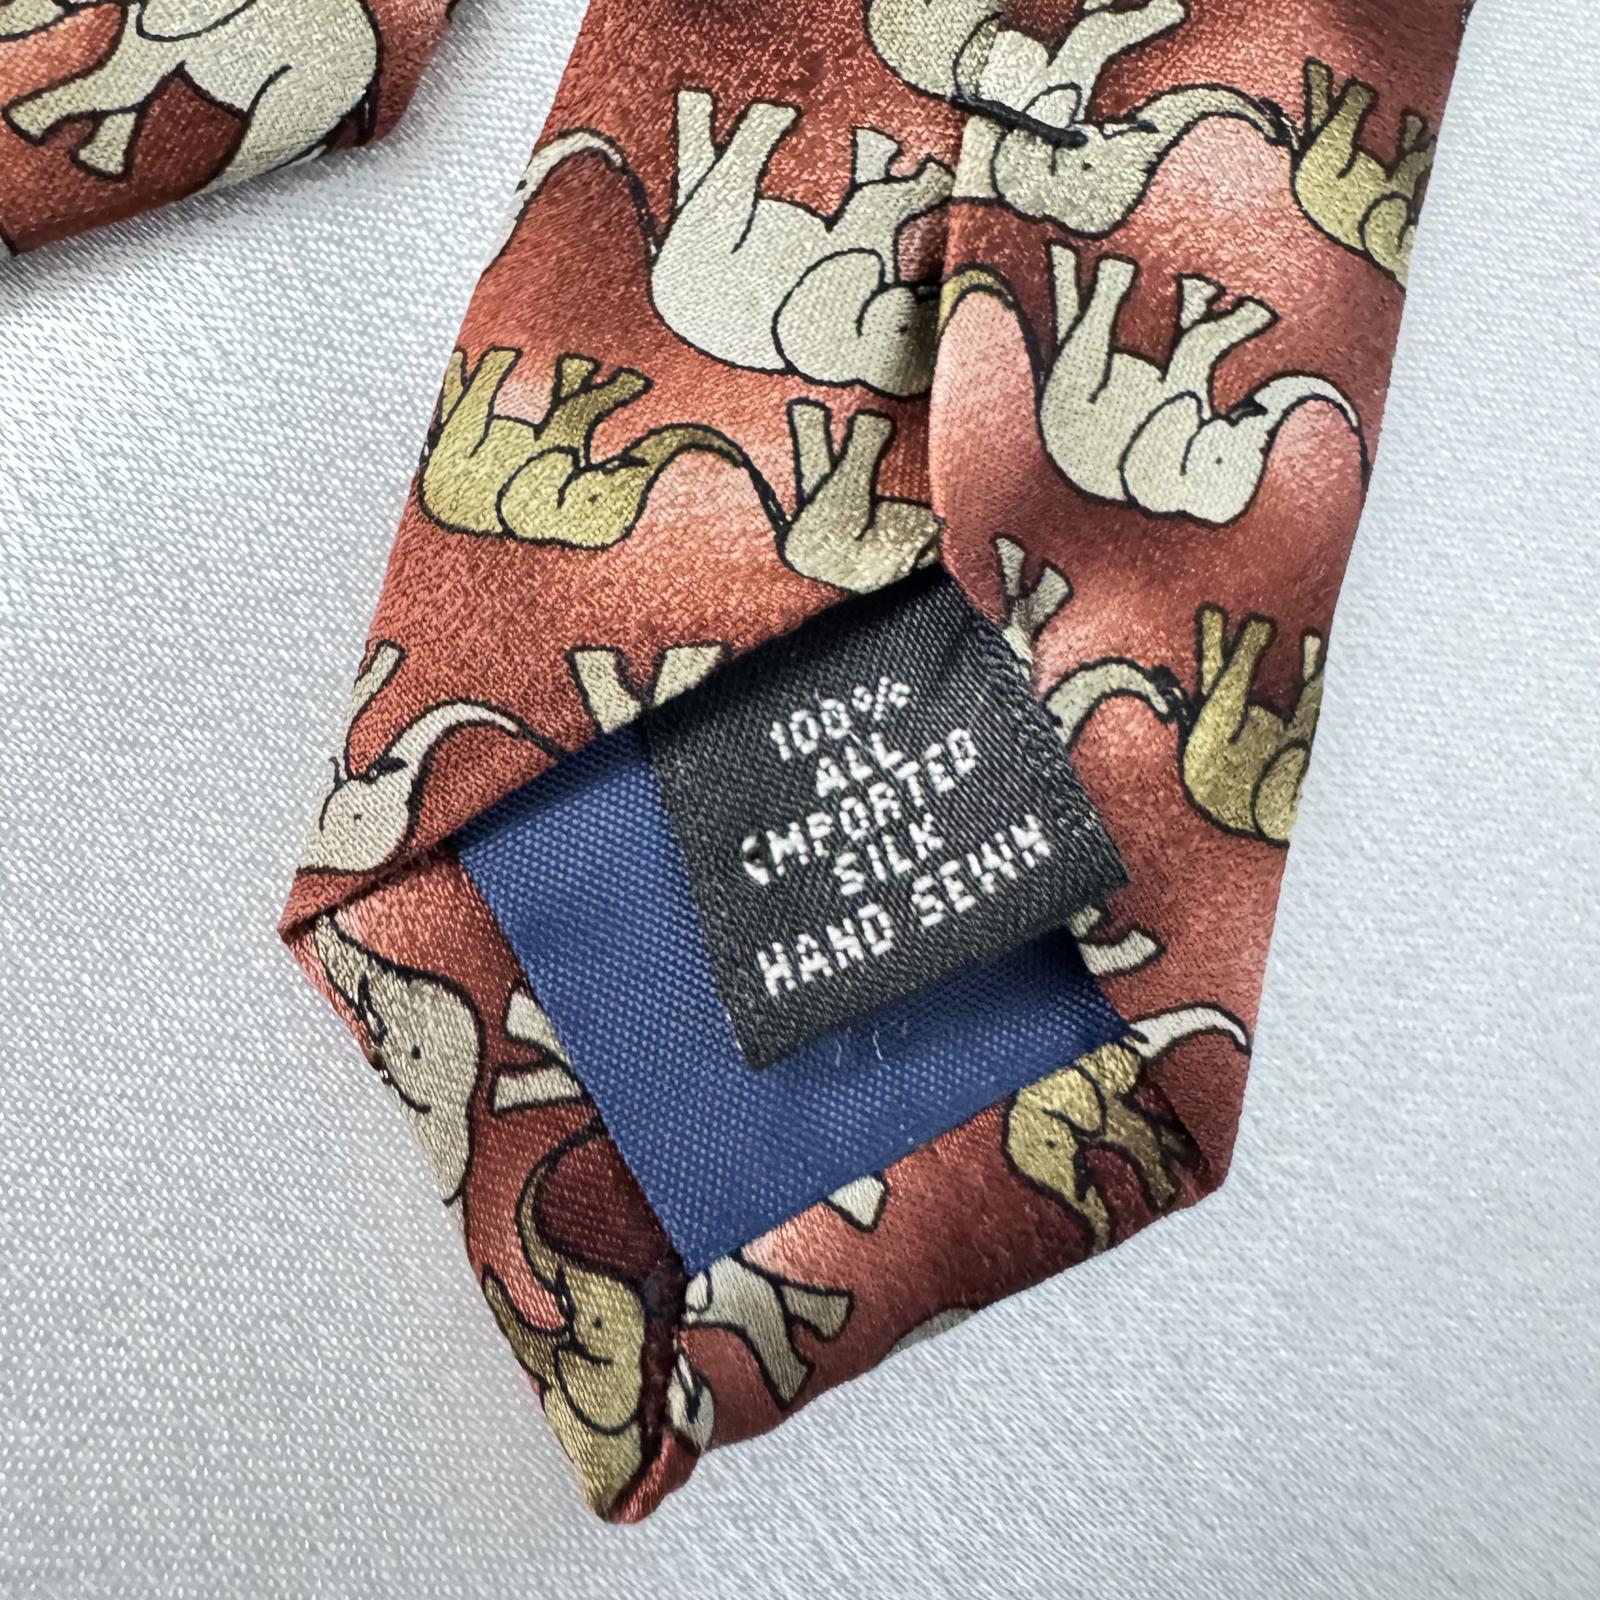 100%
ALL
IMPORTED
SILK
HAND SEWN